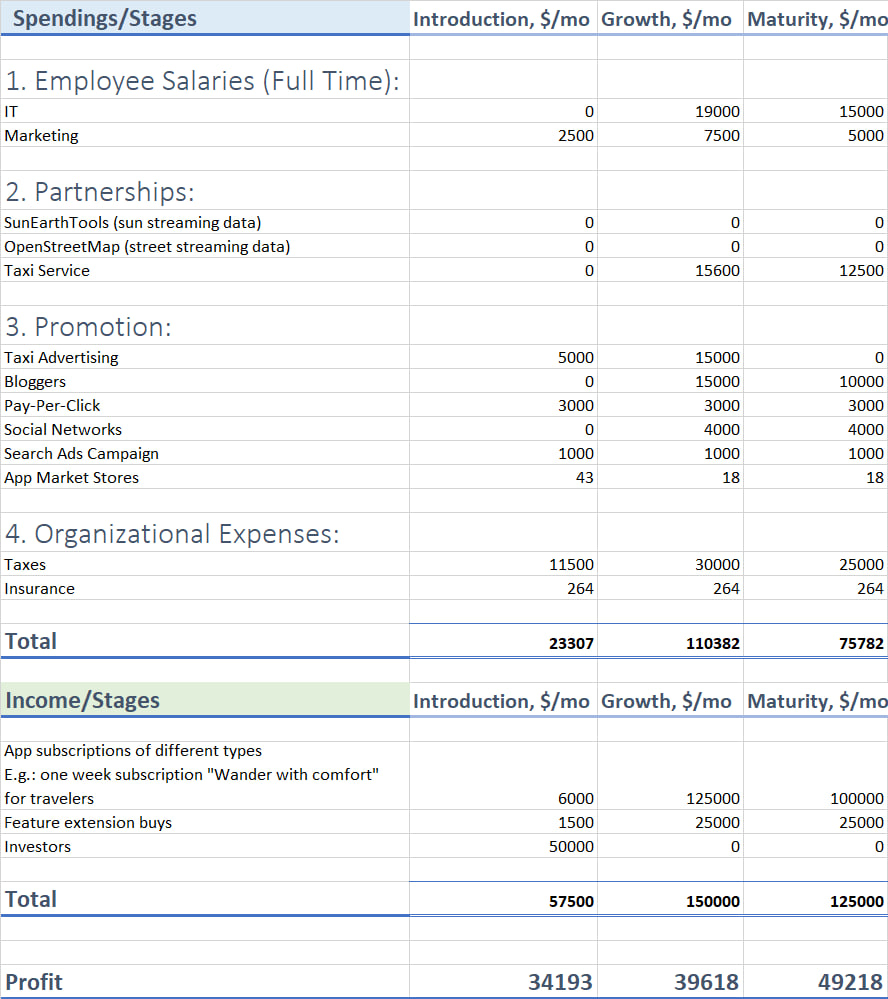 Spendings/Stages Introduction, $/mo Growth, $/mo Maturity, $/mo
1. Employee Salaries (Full Time):
IT 0 19000 15000
Marketing 2500 7500 5000
2. Partnerships:
SunEarthTools (sun streaming data) 0 0 0
OpenStreetMap (street streaming data) 0 0 0
Taxi Service 0 15600 12500
3. Promotion:
Taxi Advertising 5000 15000 0
Bloggers 0 15000 10000
Pay-Per-Click 3000 3000 3000
Social Networks 0 4000 4000
Search Ads Campaign 1000 1000 1000
App Market Stores 43 18 18
4. Organizational Expenses:
Taxes 11500 30000 25000
Insurance 264 264 264
Total 23307 110382 75782
Income/Stages Introduction, $/mo Growth, $/mo Maturity, $/mo
App subscriptions of different types
E.g.: one week subscription "Wander with comfort"
for travelers 6000 125000 100000
Feature extension buys 1500 25000 25000
Investors 50000 0 0
Total 57500 150000 125000
Profit 34193 39618 49218